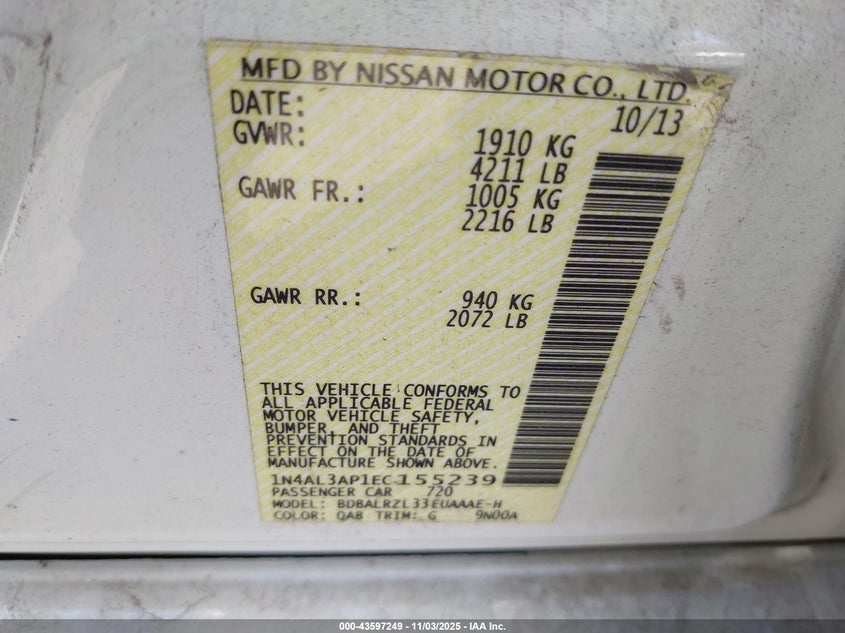 MFD BY NISSAN MOTOR CO., LTD.
DATE: 10/13
GVWR: 1910 KG
4211 LB
GAWR FR.: 1005 KG
2216 LB
GAWR RR.: 940 KG
2072 LB
THIS VEHICLE CONFORMS TO
ALL APPLICABLE FEDERAL
MOTOR VEHICLE SAFETY,
BUMPER, AND THEFT
PREVENTION STANDARDS IN
EFFECT ON THE DATE OF
MANUFACTURE SHOWN ABOVE.
1N4AL3AP1EC155239
PASSENGER CAR 720
MODEL: BDBALRZL33EUAAAE-H
COLOR: QAB TRIM: G 9N00A
000-43597249 - 11/03/2025 - IAA Inc.